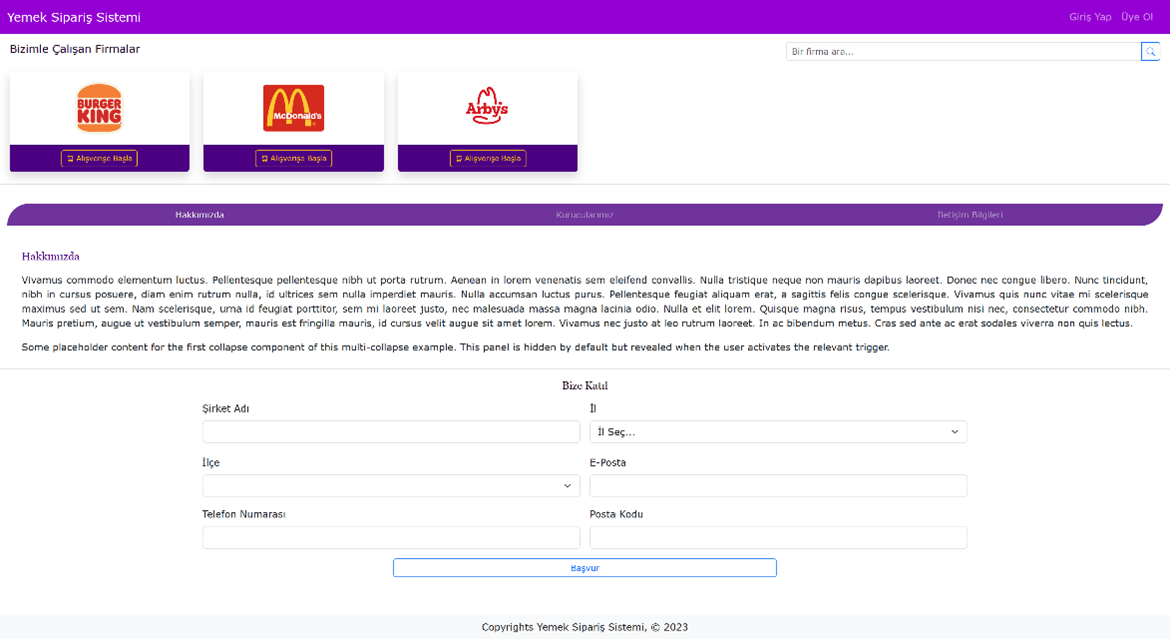 Yemek Sipariş Sistemi
Giriş Yap Üye Ol
Bizimle Çalışan Firmalar
Bir firma ara...
BURGER
KING
McDonald's
Arby's
Alışverişe Başla
Alışverişe Başla
Alışverişe Başla
Hakkımızda
Kurucularımız
İletişim Bilgileri
Hakkımızda
Vivamus commodo elementum luctus. Pellentesque pellentesque nibh ut porta rutrum. Aenean in lorem venenatis sem eleifend convallis. Nulla tristique neque non mauris dapibus laoreet. Donec nec congue libero. Nunc tincidunt,
nibh in cursus posuere, diam enim rutrum nulla, id ultrices sem nulla imperdiet mauris. Nulla accumsan luctus purus. Pellentesque feugiat aliquam erat, a sagittis felis congue scelerisque. Vivamus quis nunc vitae mi scelerisque
maximus sed ut sem. Nam scelerisque, urna id feugiat porttitor, sem mi laoreet justo, nec malesuada massa magna lacinia odio. Nulla et elit lorem. Quisque magna risus, tempus vestibulum nisi nec, consectetur commodo nibh.
Mauris pretium, augue ut vestibulum semper, mauris est fringilla mauris, id cursus velit augue sit amet lorem. Vivamus nec justo at leo rutrum laoreet. In ac bibendum metus. Cras sed ante ac erat sodales viverra non quis lectus.
Some placeholder content for the first collapse component of this multi-collapse example. This panel is hidden by default but revealed when the user activates the relevant trigger.
Bize Katıl
Şirket Adı
İl
İl Seç...
İlçe
E-Posta
Telefon Numarası
Posta Kodu
Başvur
Copyrights Yemek Sipariş Sistemi, © 2023